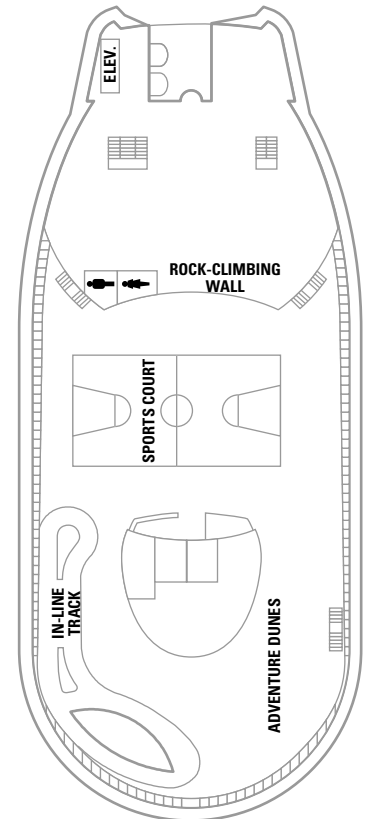 ELEV.
ROCK-CLIMBING
WALL
SPORTS COURT
IN-LINE
TRACK
ADVENTURE DUNES